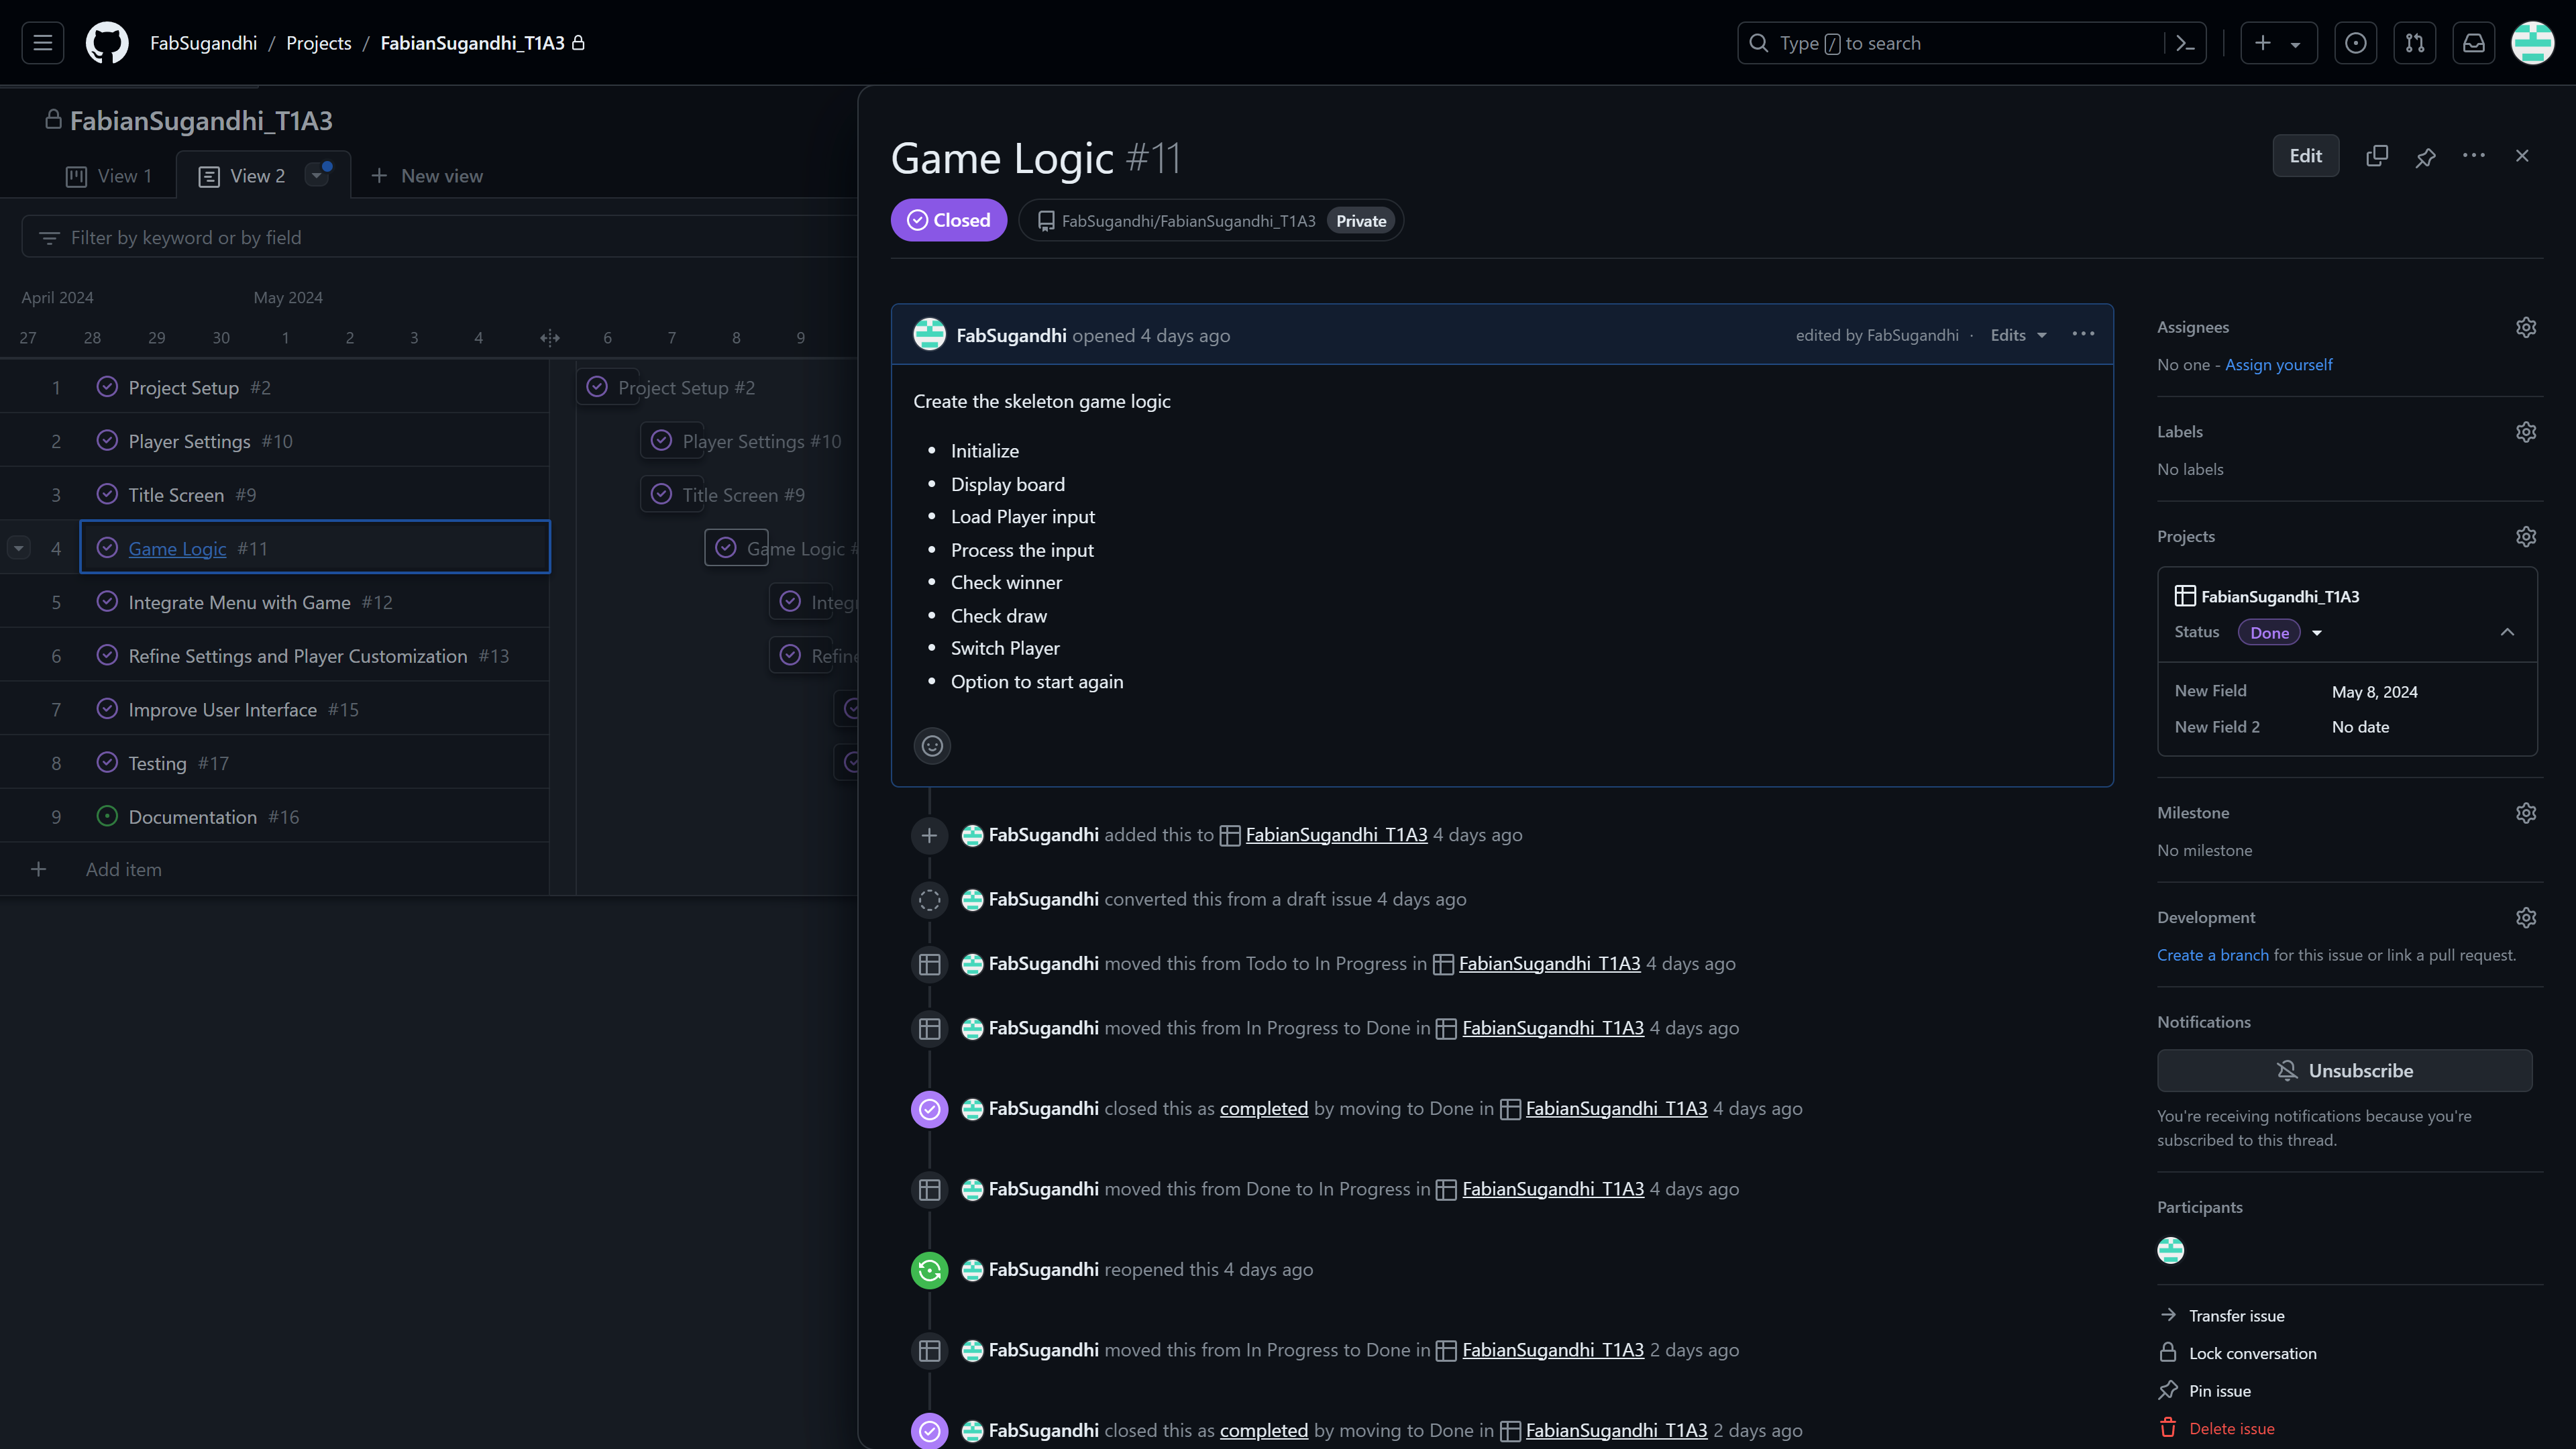 FabSugandhi / Projects / FabianSugandhi_T1A3
Type / to search
FabianSugandhi_T1A3
View 1
View 2
New view
Filter by keyword or by field
April 2024
May 2024
27 28 29 30 1 2 3 4 6 7 8 9
1 Project Setup #2
Project Setup #2
2 Player Settings #10
Player Settings #10
3 Title Screen #9
Title Screen #9
4 Game Logic #11
Game Logic #
5 Integrate Menu with Game #12
Integ
6 Refine Settings and Player Customization #13
Refine
7 Improve User Interface #15
8 Testing #17
9 Documentation #16
Add item
Game Logic #11
Edit
Closed
FabSugandhi/FabianSugandhi_T1A3 Private
FabSugandhi opened 4 days ago
edited by FabSugandhi · Edits
Create the skeleton game logic
• Initialize
• Display board
• Load Player input
• Process the input
• Check winner
• Check draw
• Switch Player
• Option to start again
FabSugandhi added this to FabianSugandhi_T1A3 4 days ago
FabSugandhi converted this from a draft issue 4 days ago
FabSugandhi moved this from Todo to In Progress in FabianSugandhi_T1A3 4 days ago
FabSugandhi moved this from In Progress to Done in FabianSugandhi_T1A3 4 days ago
FabSugandhi closed this as completed by moving to Done in FabianSugandhi_T1A3 4 days ago
FabSugandhi moved this from Done to In Progress in FabianSugandhi_T1A3 4 days ago
FabSugandhi reopened this 4 days ago
FabSugandhi moved this from In Progress to Done in FabianSugandhi_T1A3 2 days ago
FabSugandhi closed this as completed by moving to Done in FabianSugandhi_T1A3 2 days ago
Assignees
No one - Assign yourself
Labels
No labels
Projects
FabianSugandhi_T1A3
Status Done
New Field May 8, 2024
New Field 2 No date
Milestone
No milestone
Development
Create a branch for this issue or link a pull request.
Notifications
Unsubscribe
You're receiving notifications because you're
subscribed to this thread.
Participants
Transfer issue
Lock conversation
Pin issue
Delete issue